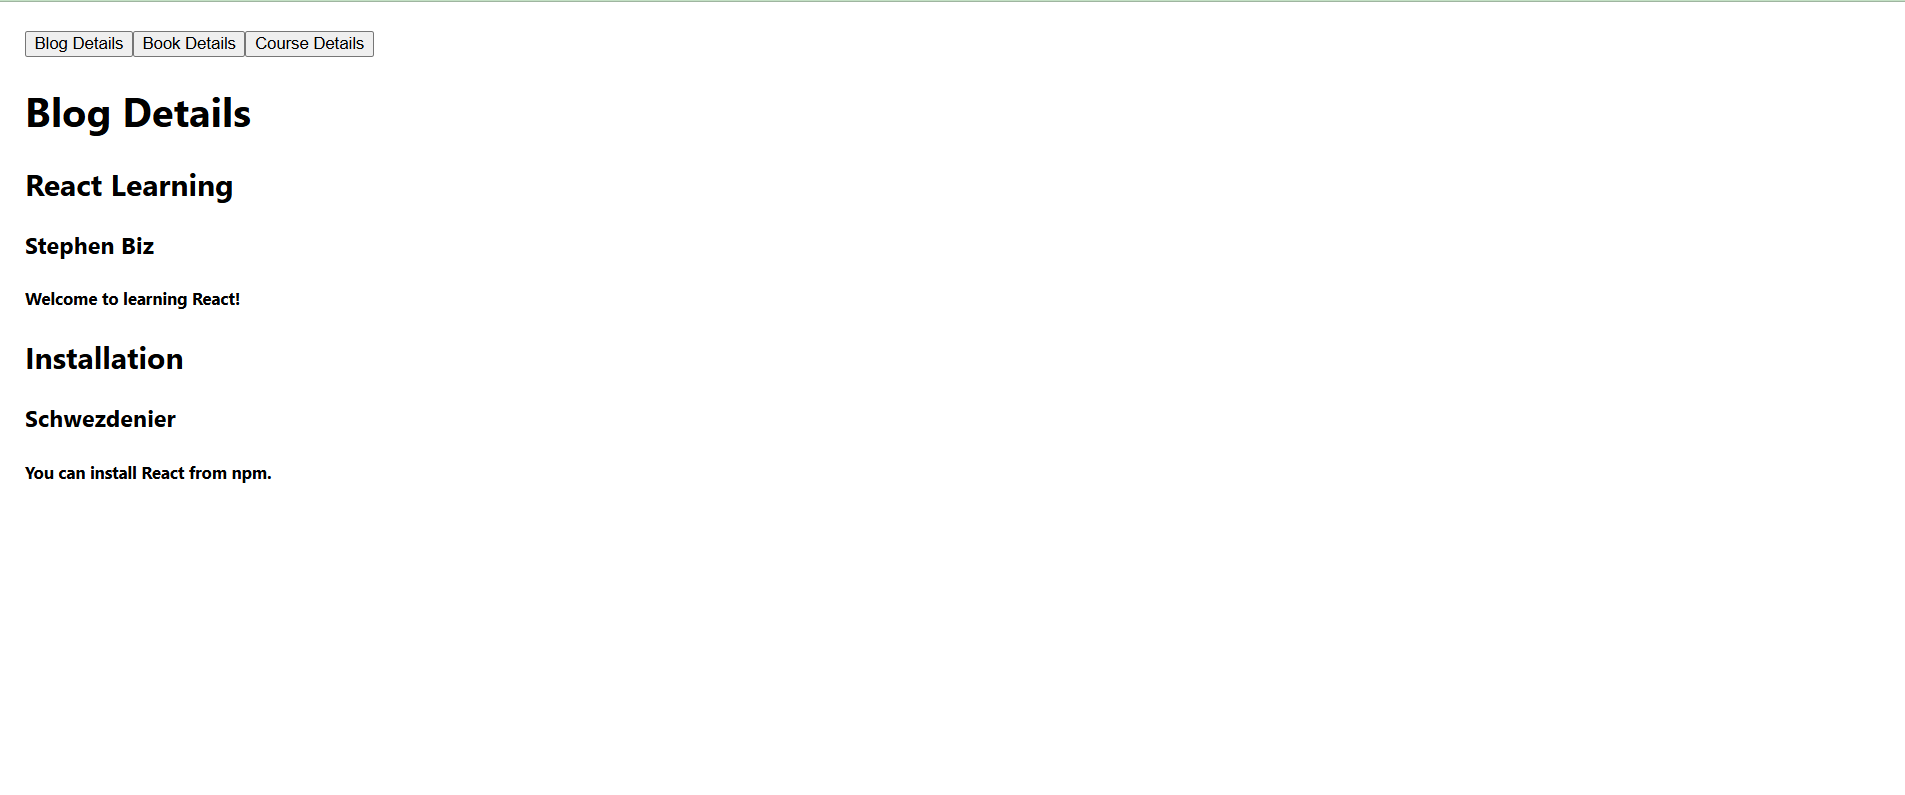 Blog Details Book Details Course Details
Blog Details
React Learning
Stephen Biz
Welcome to learning React!
Installation
Schwezdenier
You can install React from npm.